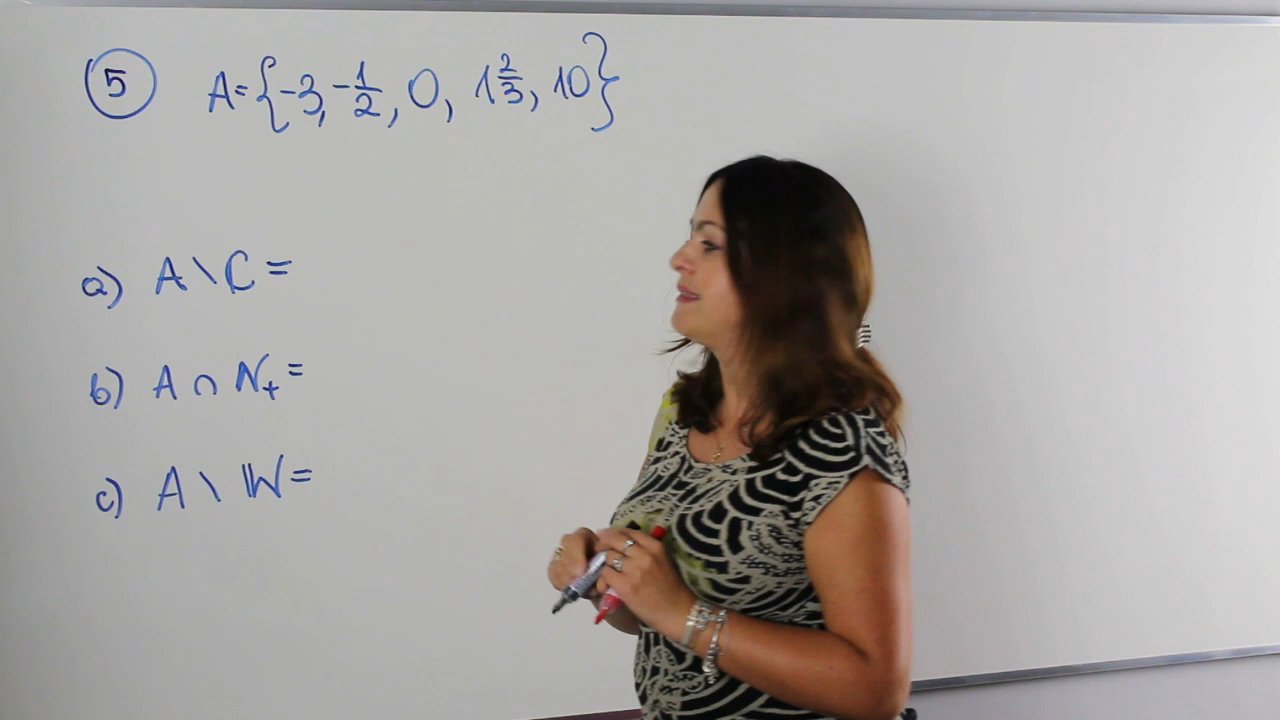 5 A={-3, -1/2, 0, 1 2/3, 10}
a) A \ C =
b) A ∩ N₊ =
c) A \ W =